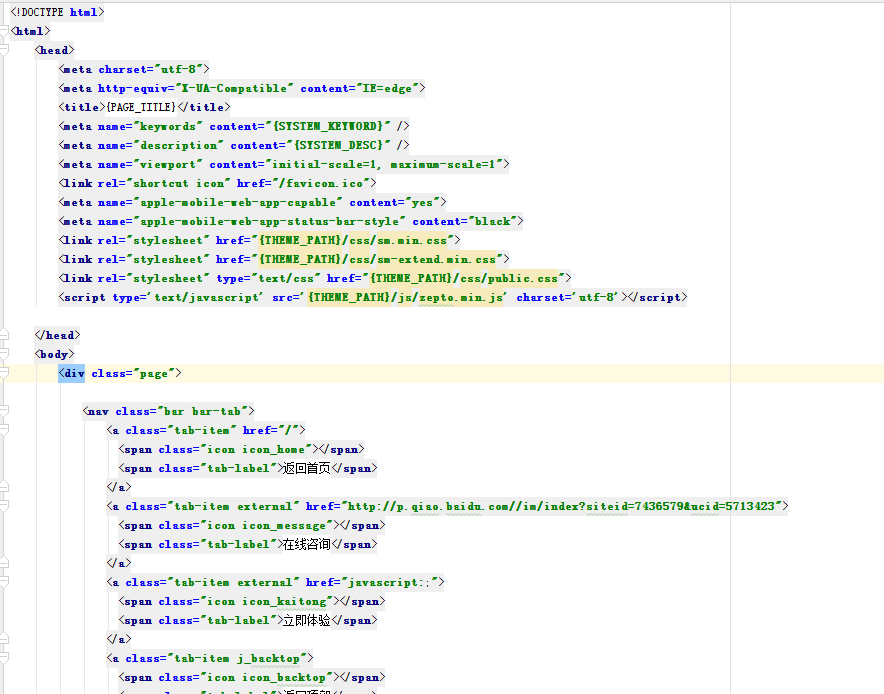 <!DOCTYPE html>
<html>
<head>
<meta charset="utf-8">
<meta http-equiv="X-UA-Compatible" content="IE=edge">
<title>{PAGE_TITLE}</title>
<meta name="keywords" content="{SYSTEM_KEYWORD}" />
<meta name="description" content="{SYSTEM_DESC}" />
<meta name="viewport" content="initial-scale=1, maximum-scale=1">
<link rel="shortcut icon" href="/favicon.ico">
<meta name="apple-mobile-web-app-capable" content="yes">
<meta name="apple-mobile-web-app-status-bar-style" content="black">
<link rel="stylesheet" href="{THEME_PATH}/css/sm.min.css">
<link rel="stylesheet" href="{THEME_PATH}/css/sm-extend.min.css">
<link rel="stylesheet" type="text/css" href="{THEME_PATH}/css/public.css">
<script type='text/javascript' src='{THEME_PATH}/js/zepto.min.js' charset='utf-8'></script>
</head>
<body>
<div class="page">
<nav class="bar bar-tab">
<a class="tab-item" href="/">
<span class="icon icon_home"></span>
<span class="tab-label">返回首页</span>
</a>
<a class="tab-item external" href="http://p.qiao.baidu.com//im/index?siteid=7436579&ucid=5713423">
<span class="icon icon_message"></span>
<span class="tab-label">在线咨询</span>
</a>
<a class="tab-item external" href="javascript:;">
<span class="icon icon_kaitong"></span>
<span class="tab-label">立即体验</span>
</a>
<a class="tab-item j_backtop">
<span class="icon icon_backtop"></span>